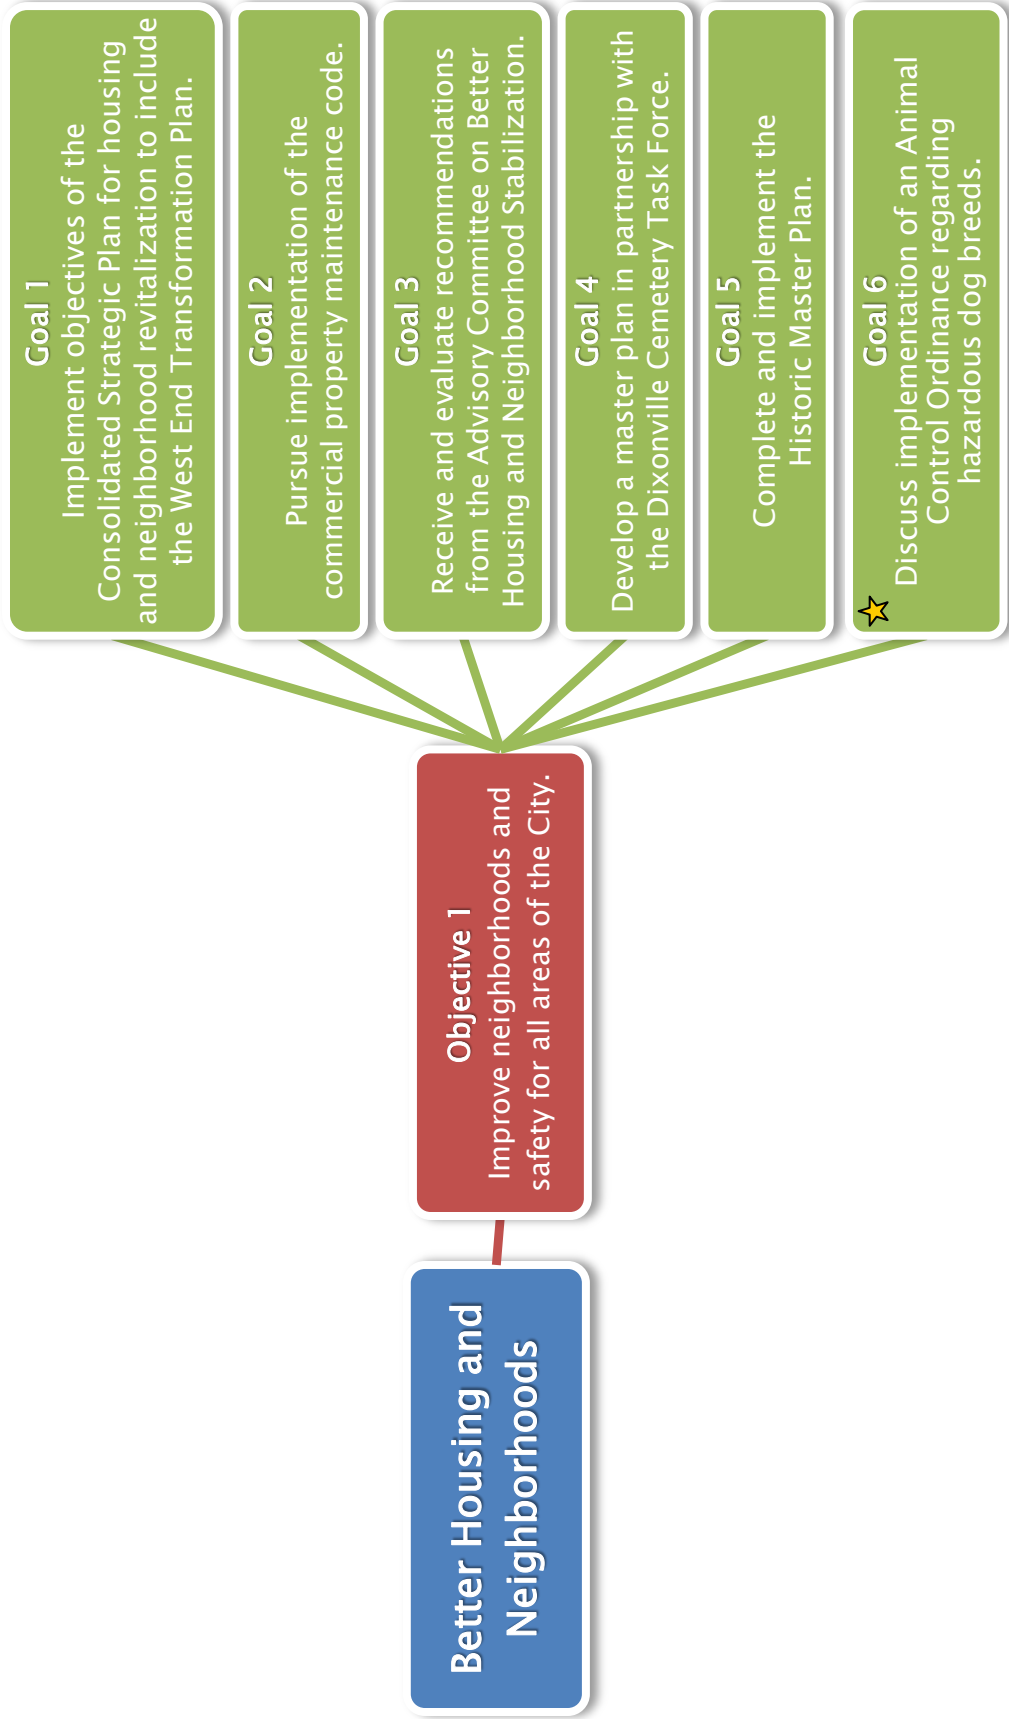 Better Housing and
Neighborhoods
Objective 1
Improve neighborhoods and
safety for all areas of the City.
Goal 1
Implement objectives of the
Consolidated Strategic Plan for housing
and neighborhood revitalization to include
the West End Transformation Plan.
Goal 2
Pursue implementation of the
commercial property maintenance code.
Goal 3
Receive and evaluate recommendations
from the Advisory Committee on Better
Housing and Neighborhood Stabilization.
Goal 4
Develop a master plan in partnership with
the Dixonville Cemetery Task Force.
Goal 5
Complete and implement the
Historic Master Plan.
Goal 6
Discuss implementation of an Animal
Control Ordinance regarding
hazardous dog breeds.